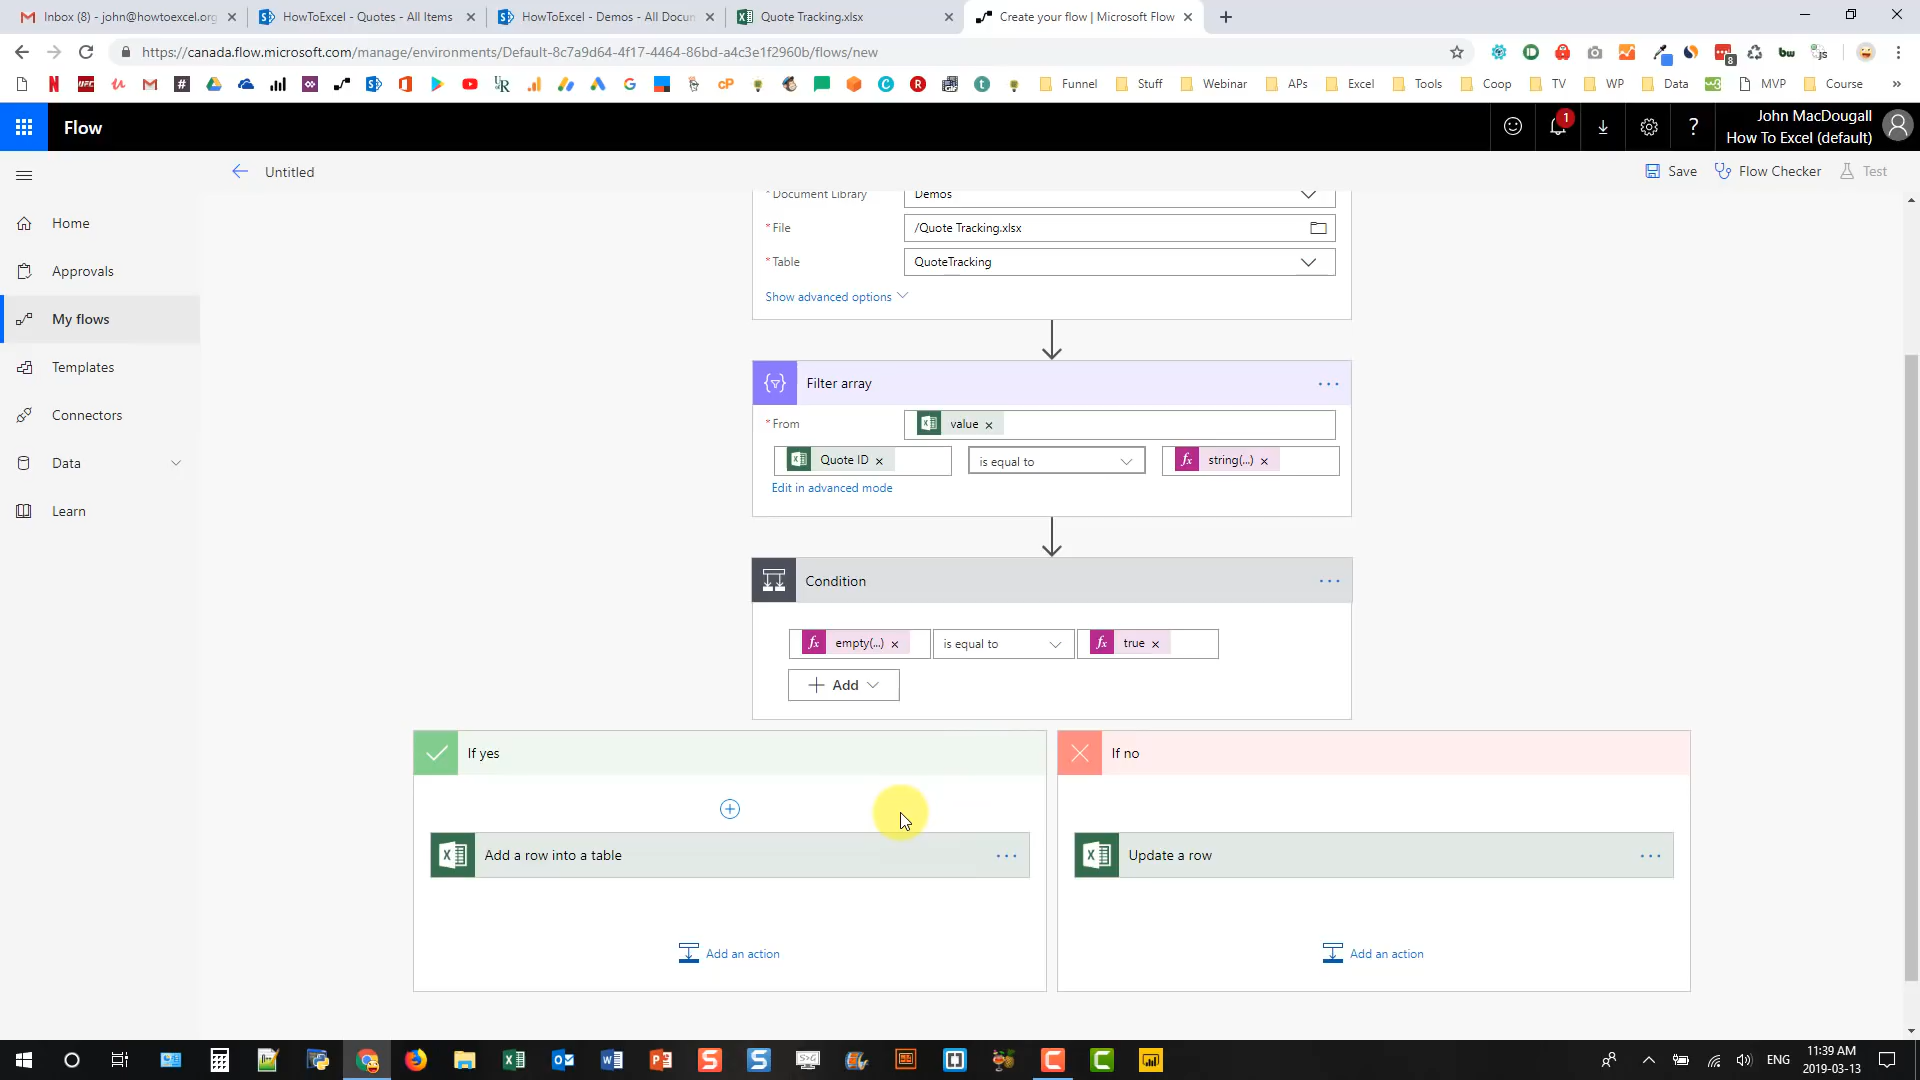 Inbox (8) - john@howtoexcel.org
HowToExcel - Quotes - All Items
HowToExcel - Demos - All Docun
Quote Tracking.xlsx
Create your flow | Microsoft Flow
https://canada.flow.microsoft.com/manage/environments/Default-8c7a9d64-4f17-4464-86bd-a4c3e1f2960b/flows/new
Funnel
Stuff
Webinar
APs
Excel
Tools
Coop
TV
WP
Data
MVP
Course
Flow
1
John MacDougall
How To Excel (default)
Untitled
Save
Flow Checker
Test
Home
Approvals
My flows
Templates
Connectors
Data
Learn
* Document Library
Demos
* File
/Quote Tracking.xlsx
* Table
QuoteTracking
Show advanced options
Filter array
* From
value
Quote ID
is equal to
string(...)
Edit in advanced mode
Condition
empty(...)
is equal to
true
Add
If yes
If no
Add a row into a table
Update a row
Add an action
Add an action
ENG
11:39 AM
2019-03-13